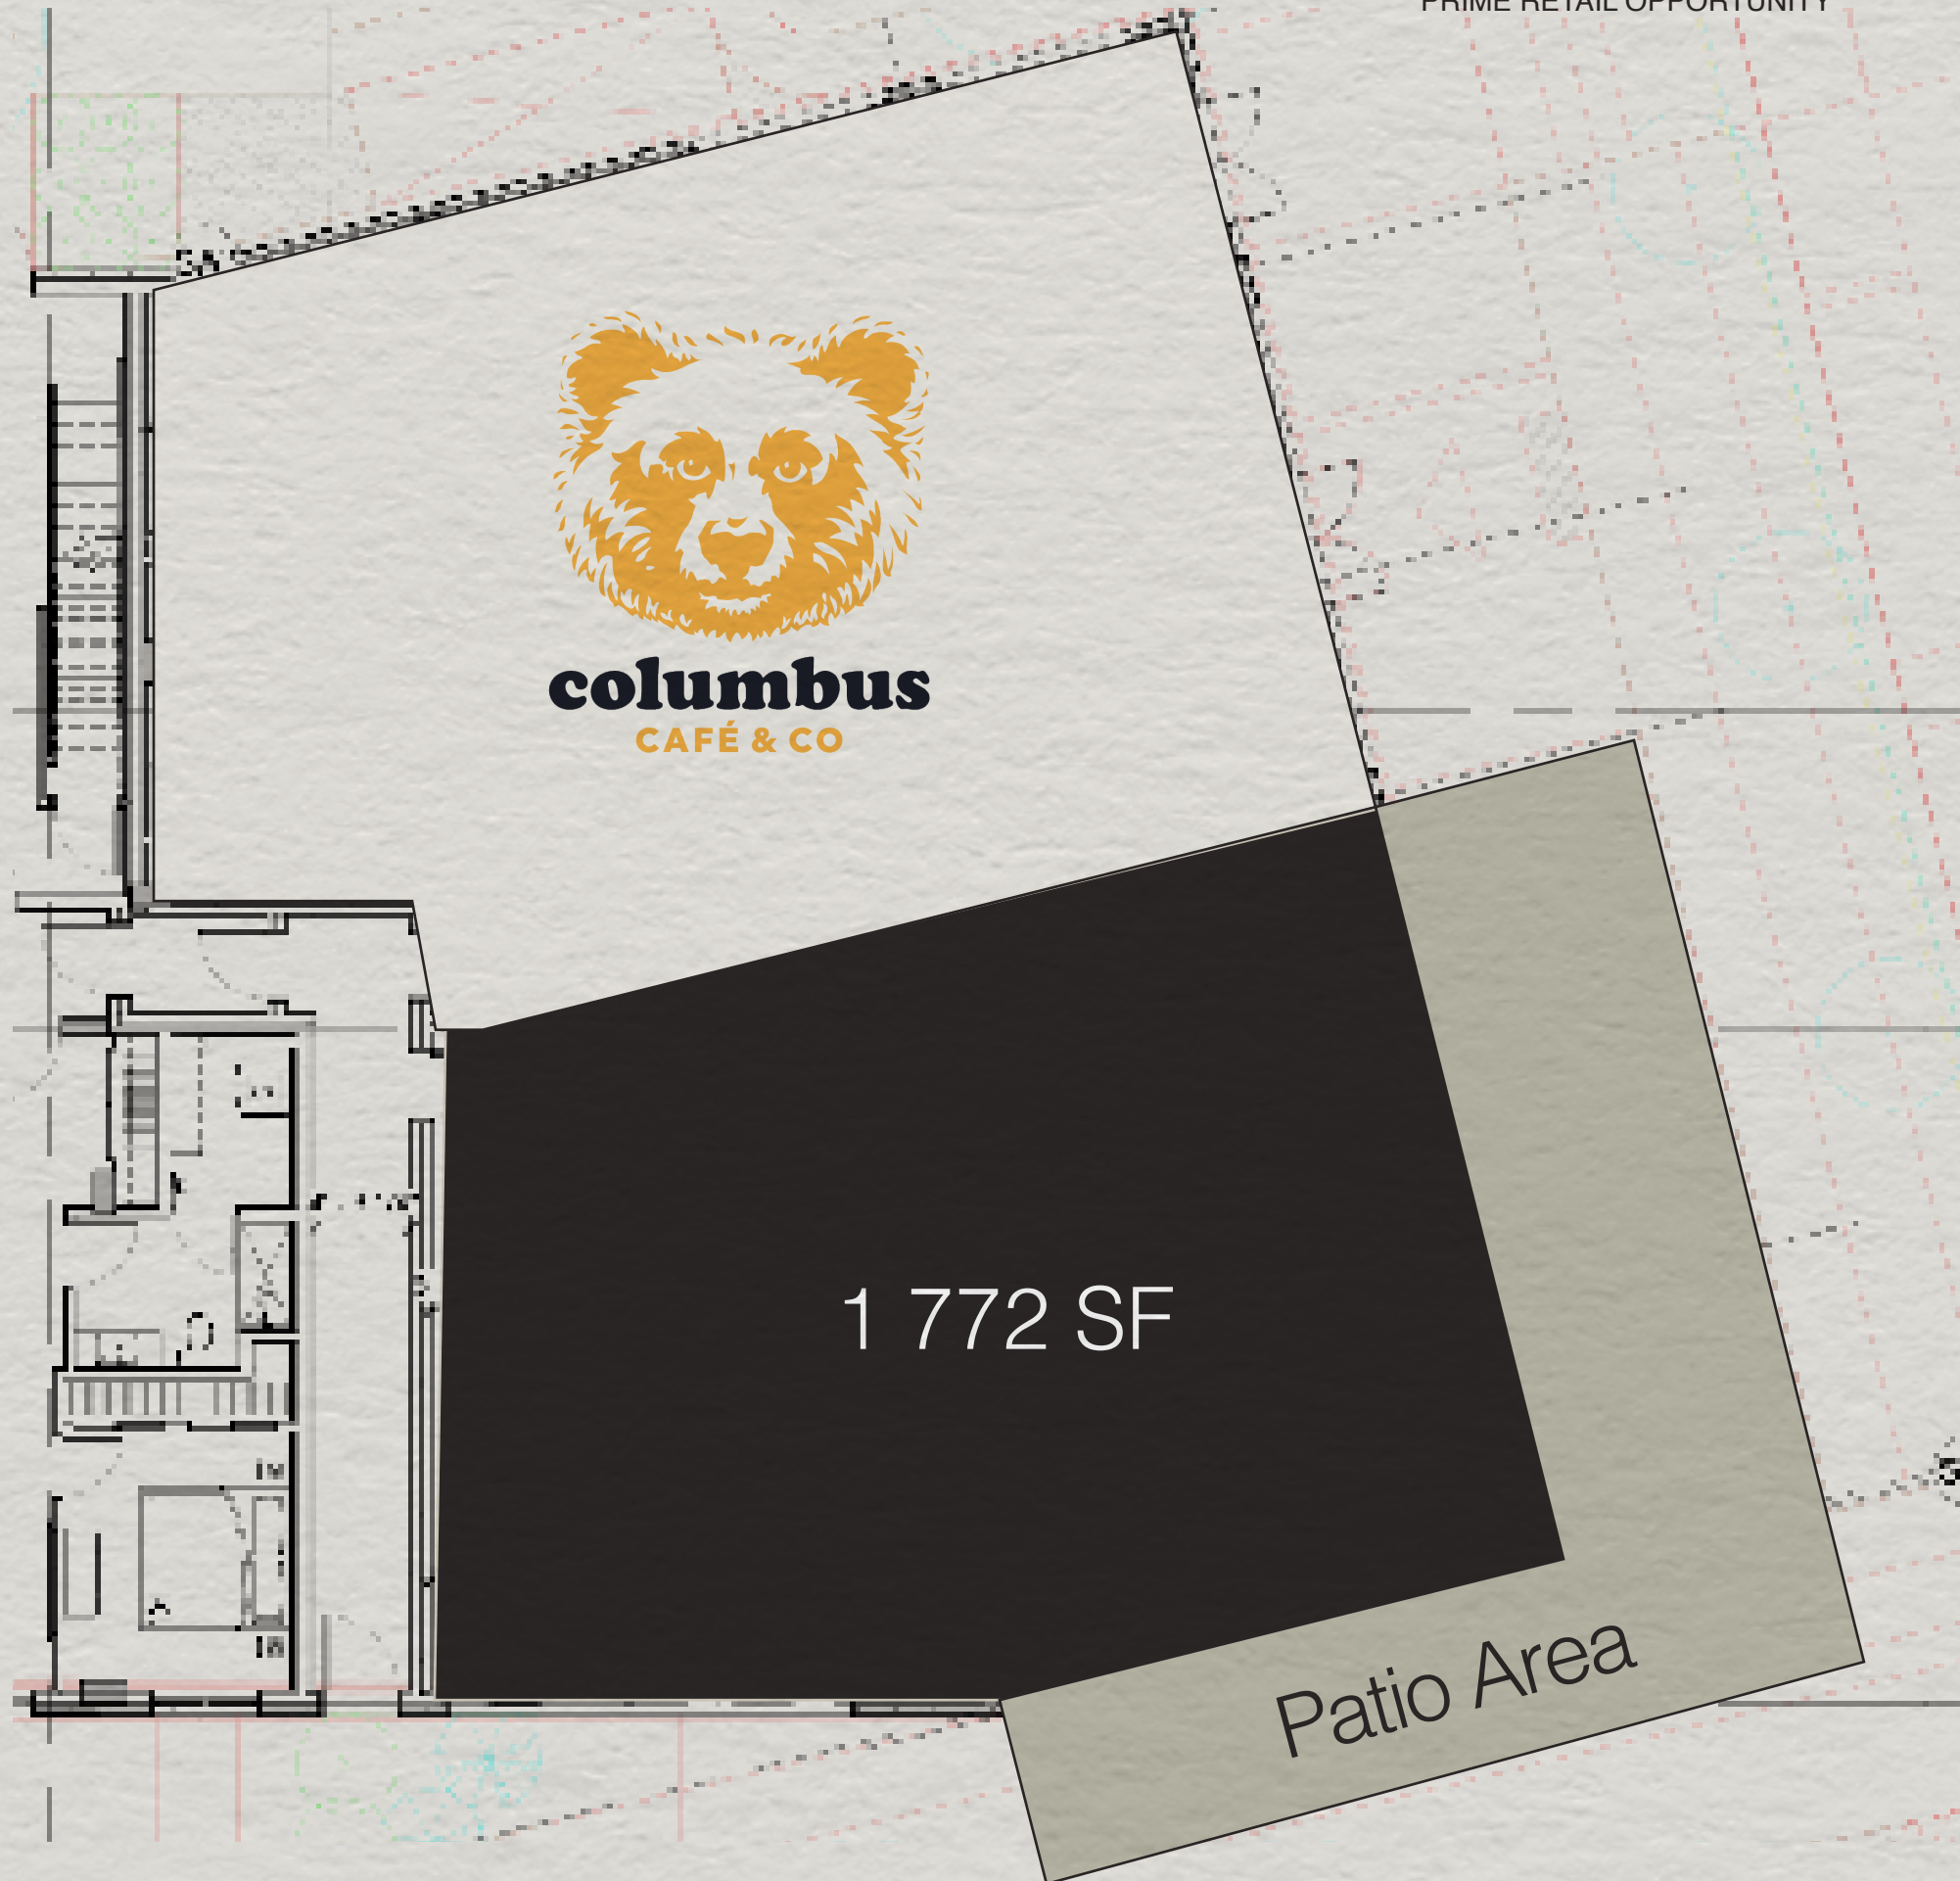 PRIME RETAIL OPPORTUNITY
columbus
CAFÉ & CO
1 772 SF
Patio Area